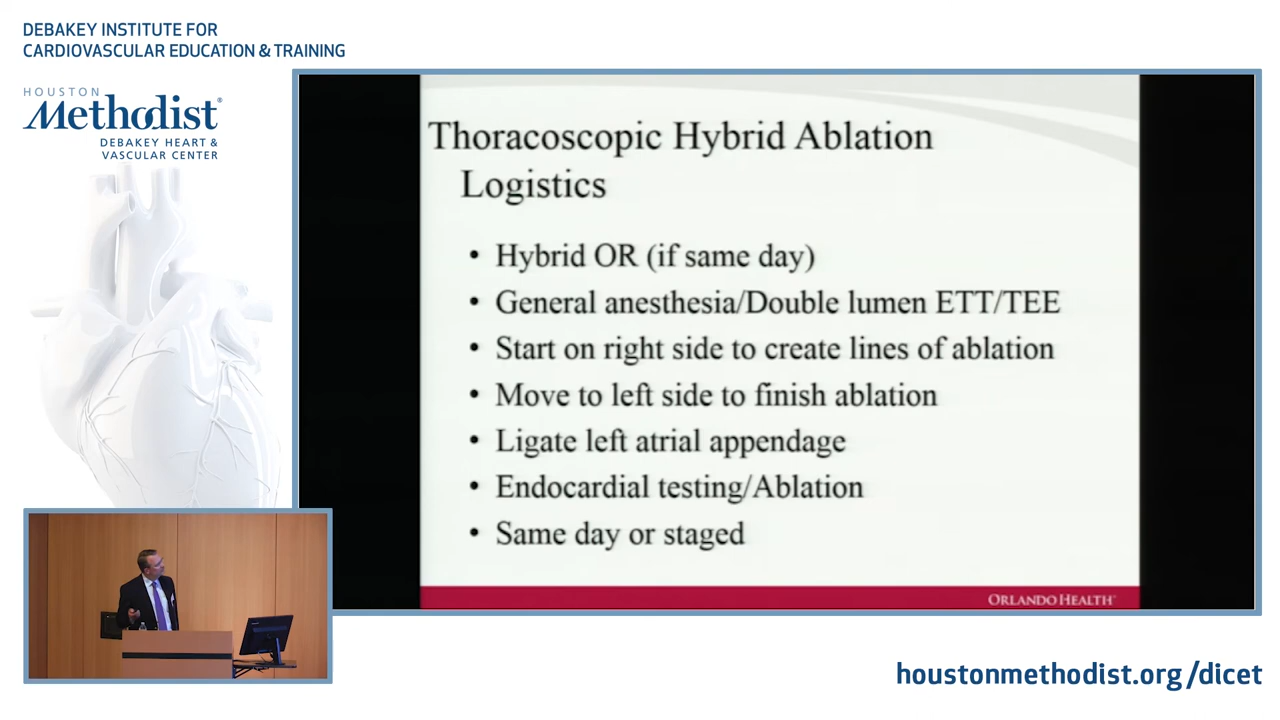 DEBAKEY INSTITUTE FOR
CARDIOVASCULAR EDUCATION & TRAINING
HOUSTON
Methodist®
DEBAKEY HEART &
VASCULAR CENTER
Thoracoscopic Hybrid Ablation
Logistics
• Hybrid OR (if same day)
• General anesthesia/Double lumen ETT/TEE
• Start on right side to create lines of ablation
• Move to left side to finish ablation
• Ligate left atrial appendage
• Endocardial testing/Ablation
• Same day or staged
ORLANDO HEALTH™
houstonmethodist.org/dicet